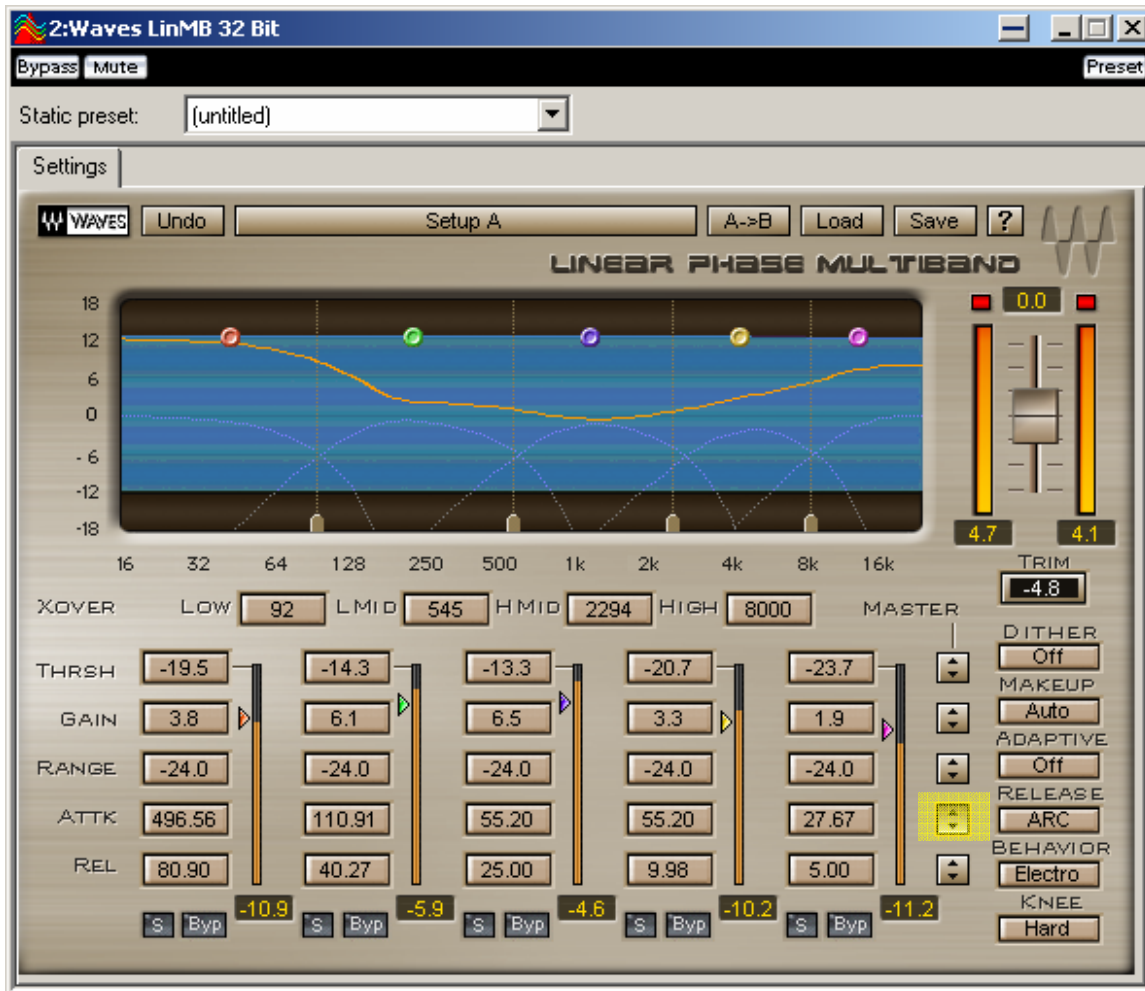 2:Waves LinMB 32 Bit
Bypass Mute Preset
Static preset: (untitled)
Settings
WAVES Undo Setup A A->B Load Save ?
LINEAR PHASE MULTIBAND
18
12
6
0
- 6
-12
-18
0.0
4.7 4.1
16 32 64 128 250 500 1k 2k 4k 8k 16k
TRIM
-4.8
XOVER LOW 92 LMID 545 HMID 2294 HIGH 8000 MASTER
DITHER
Off
THRSH -19.5 -14.3 -13.3 -20.7 -23.7
MAKEUP
Auto
GAIN 3.8 6.1 6.5 3.3 1.9
ADAPTIVE
Off
RANGE -24.0 -24.0 -24.0 -24.0 -24.0
RELEASE
ARC
ATTK 496.56 110.91 55.20 55.20 27.67
BEHAVIOR
Electro
REL 80.90 40.27 25.00 9.98 5.00
KNEE
Hard
-10.9 -5.9 -4.6 -10.2 -11.2
S Byp S Byp S Byp S Byp S Byp